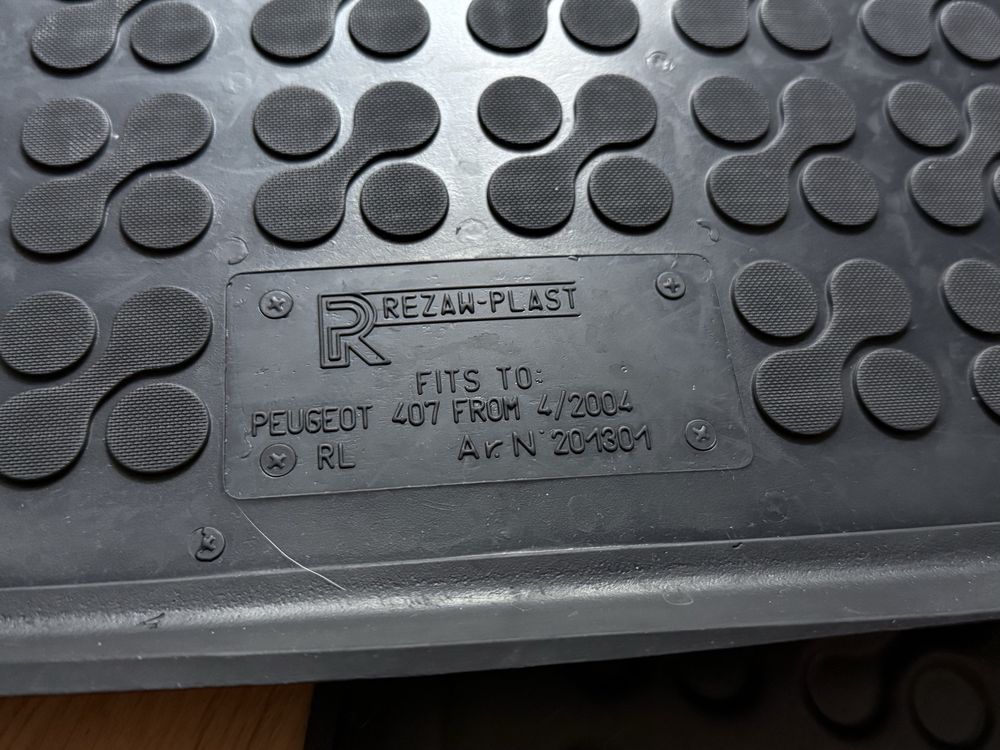 R REZAW-PLAST
FITS TO:
PEUGEOT 407 FROM 4/2004
RL Ar. N° 201301